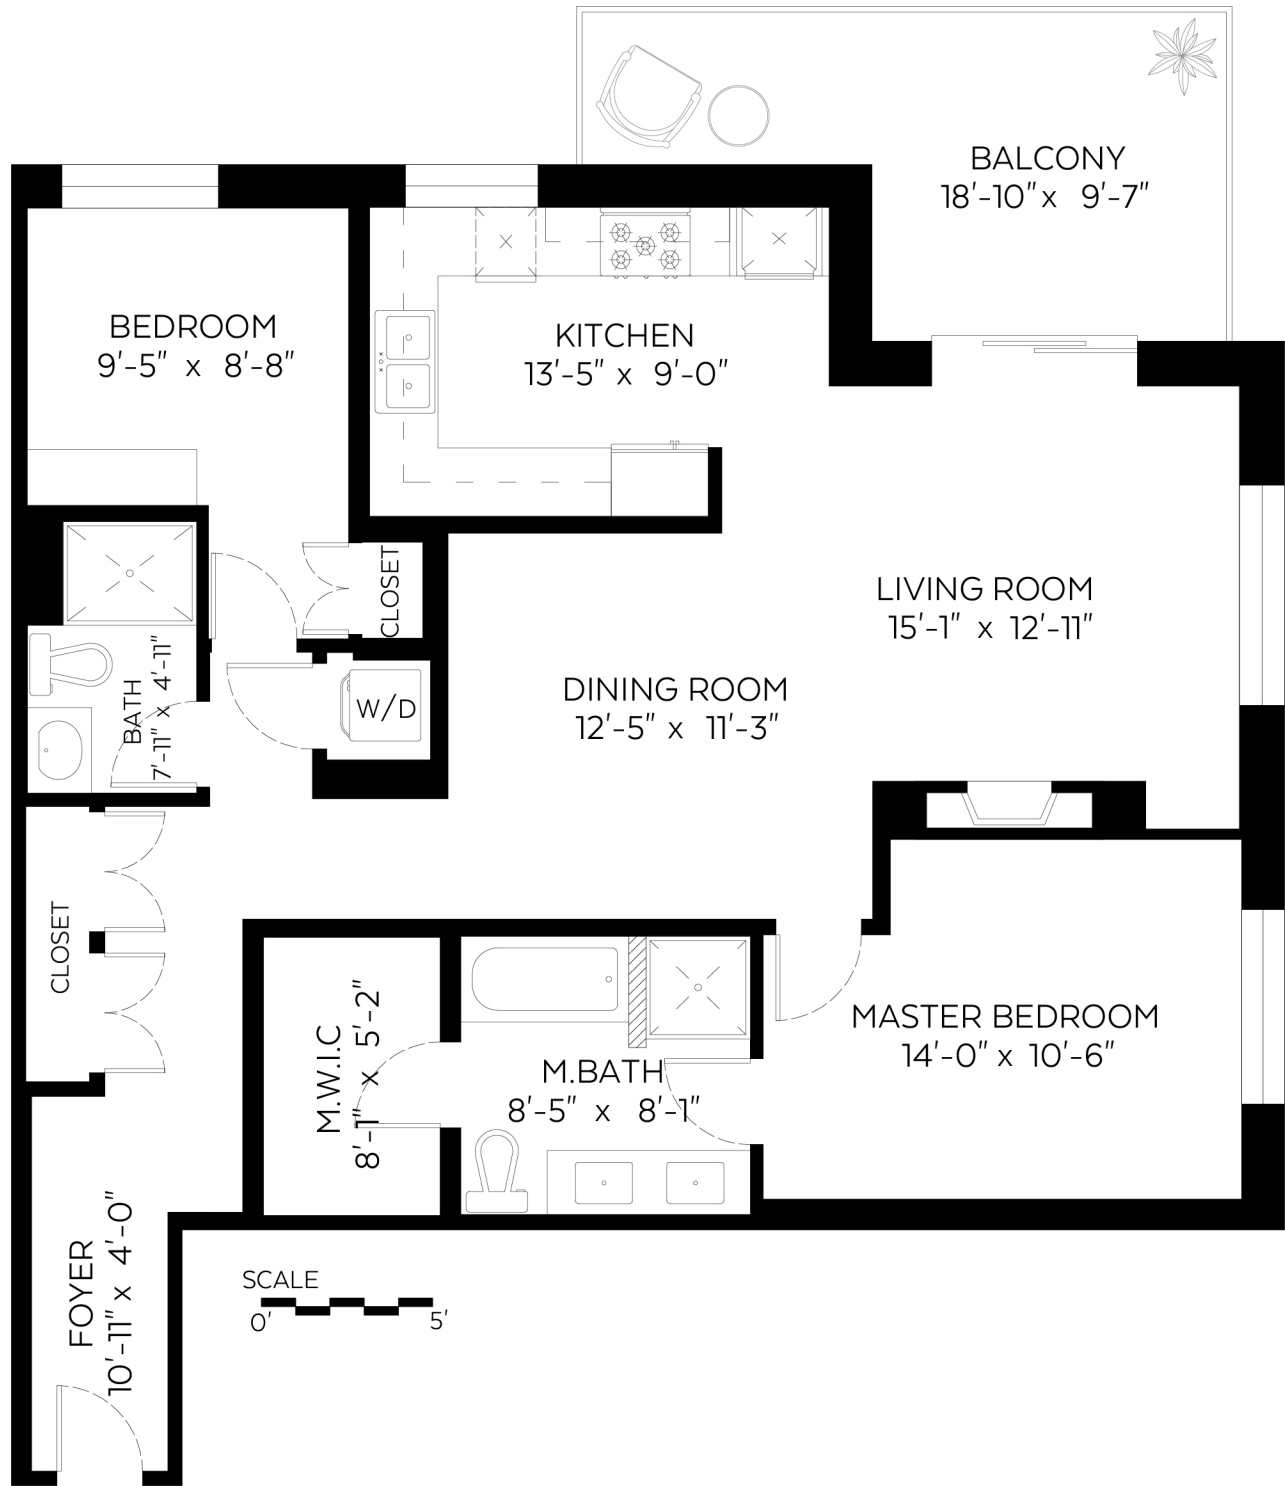 BALCONY
18'-10" x 9'-7"
BEDROOM
9'-5" x 8'-8"
KITCHEN
13'-5" x 9'-0"
CLOSET
LIVING ROOM
15'-1" x 12'-11"
BATH
7'-11" x 4'-11"
W/D
DINING ROOM
12'-5" x 11'-3"
CLOSET
M.W.I.C
8'-1" x 5'-2"
M.BATH
8'-5" x 8'-1"
MASTER BEDROOM
14'-0" x 10'-6"
FOYER
10'-11" x 4'-0"
SCALE
0' 5'